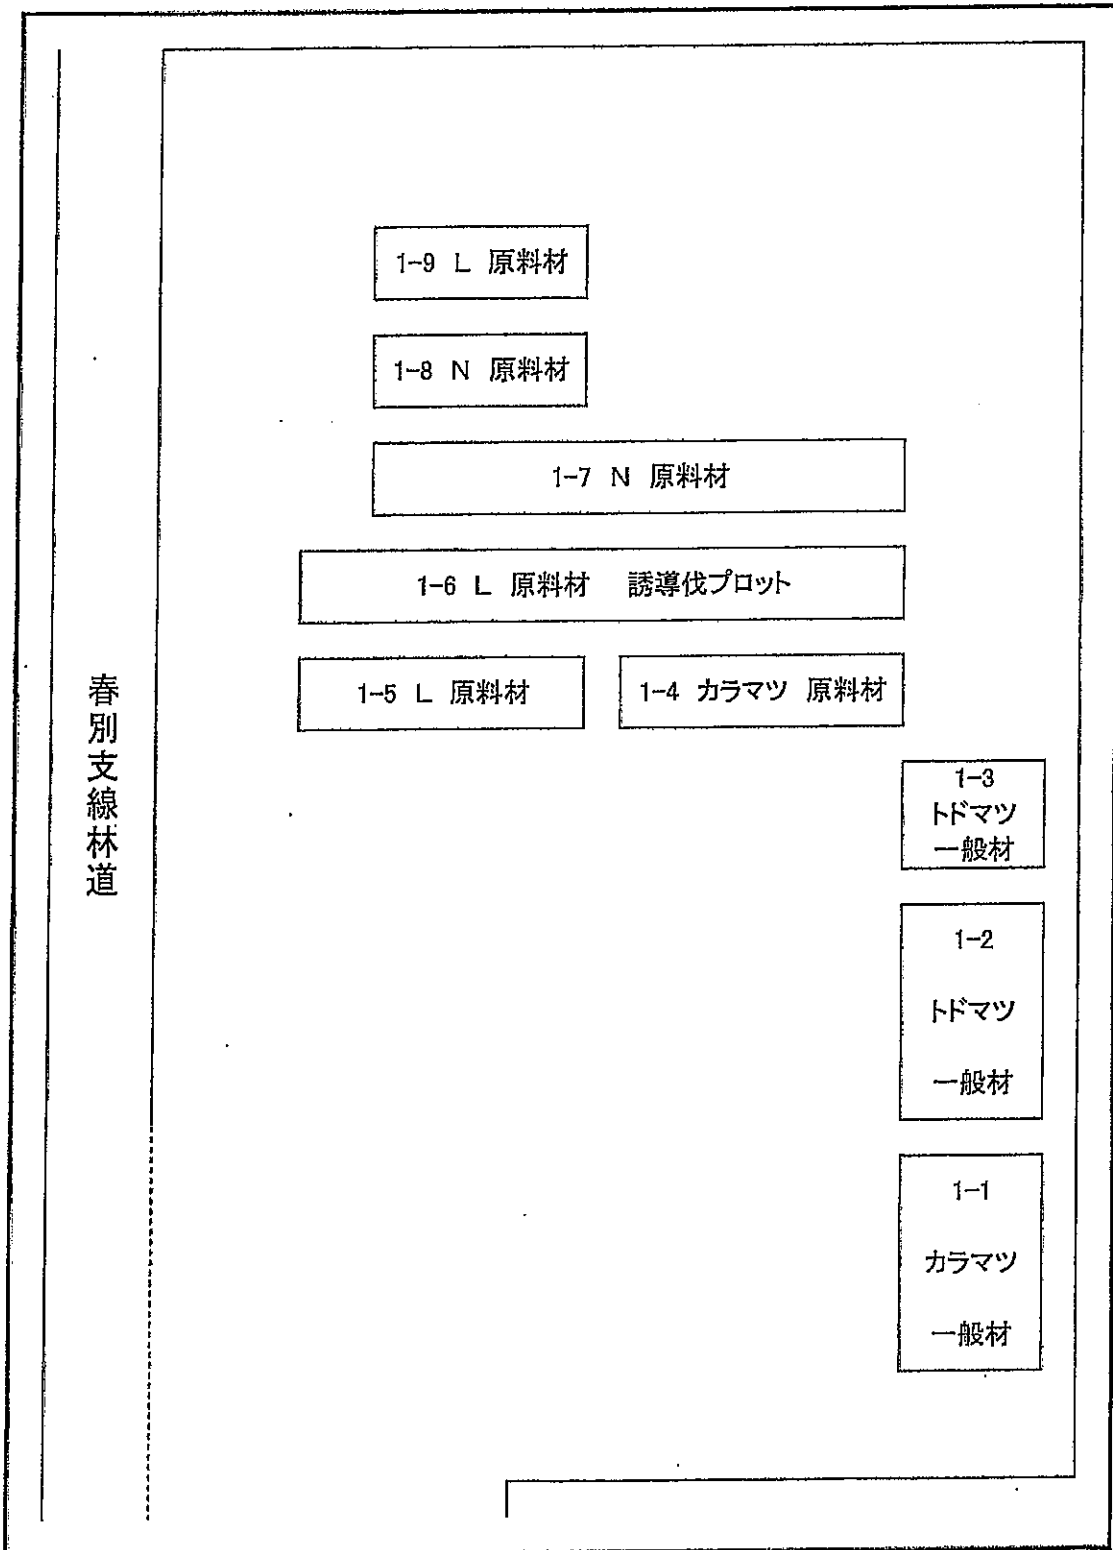 1-9 L 原料材
1-8 N 原料材
1-7 N 原料材
1-6 L 原料材 誘導伐プロット
1-5 L 原料材
1-4 カラマツ 原料材
春別支線林道
1-3
トドマツ
一般材
1-2
トドマツ
一般材
1-1
カラマツ
一般材